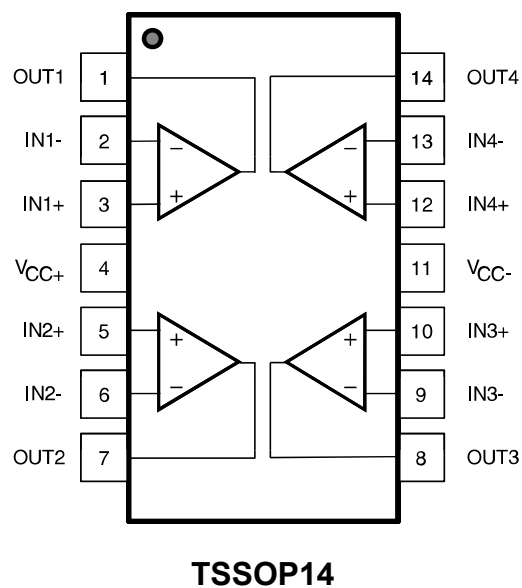 OUT1 1 14 OUT4
IN1- 2 − − 13 IN4-
IN1+ 3 + + 12 IN4+
VCC+ 4 11 VCC-
IN2+ 5 + + 10 IN3+
IN2- 6 − − 9 IN3-
OUT2 7 8 OUT3
TSSOP14